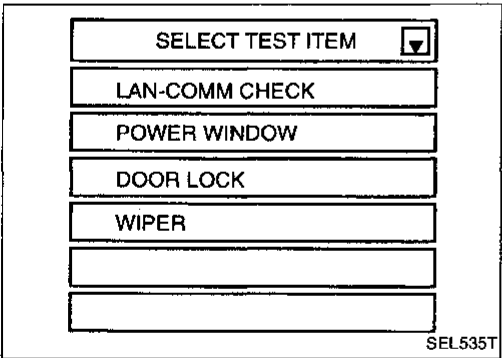 SELECT TEST ITEM
LAN-COMM CHECK
POWER WINDOW
DOOR LOCK
WIPER
SEL535T